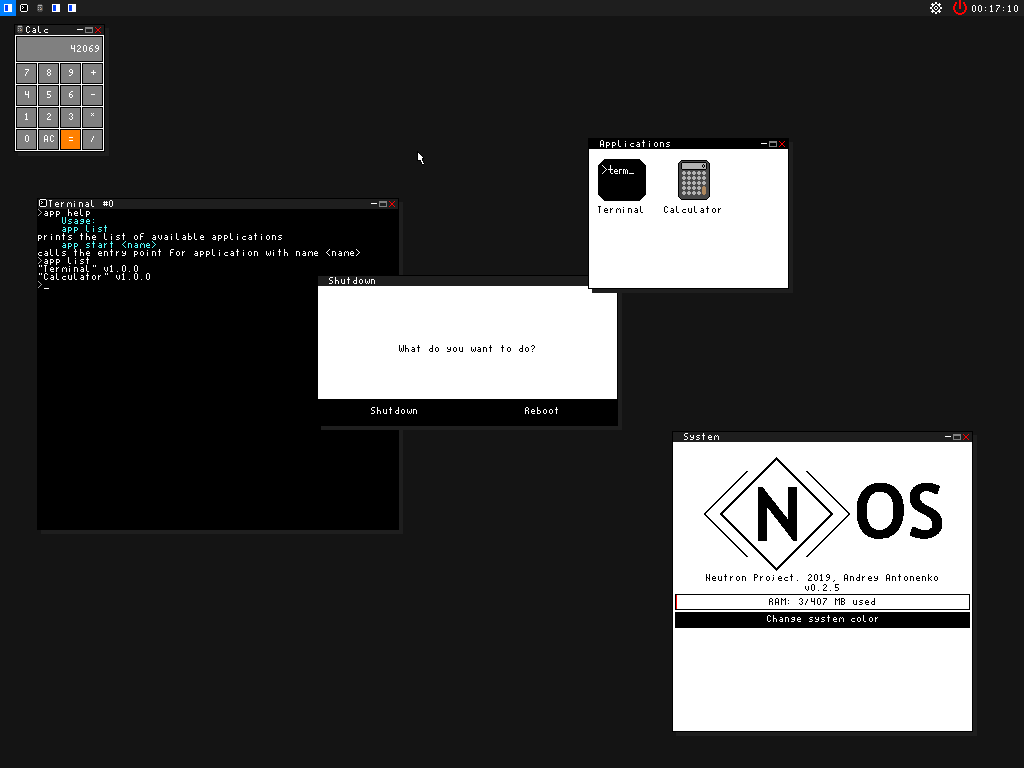 00:17:10
Calc
42069
7 8 9 +
4 5 6 -
1 2 3 *
0 AC = /
Applications
>term_
Terminal Calculator
Terminal #0
>app help
Usage:
app list
prints the list of available applications
app start <name>
calls the entry point for application with name <name>
>app list
"Terminal" v1.0.0
"Calculator" v1.0.0
>_
Shutdown
What do you want to do?
Shutdown Reboot
System
N OS
Neutron Project. 2019, Andrey Antonenko
v0.2.5
RAM: 3/407 MB used
Change system color